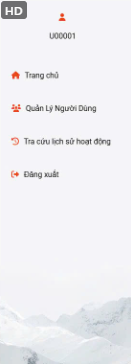 HD
U00001
Trang chủ
Quản Lý Người Dùng
Tra cứu lịch sử hoạt động
Đăng xuất